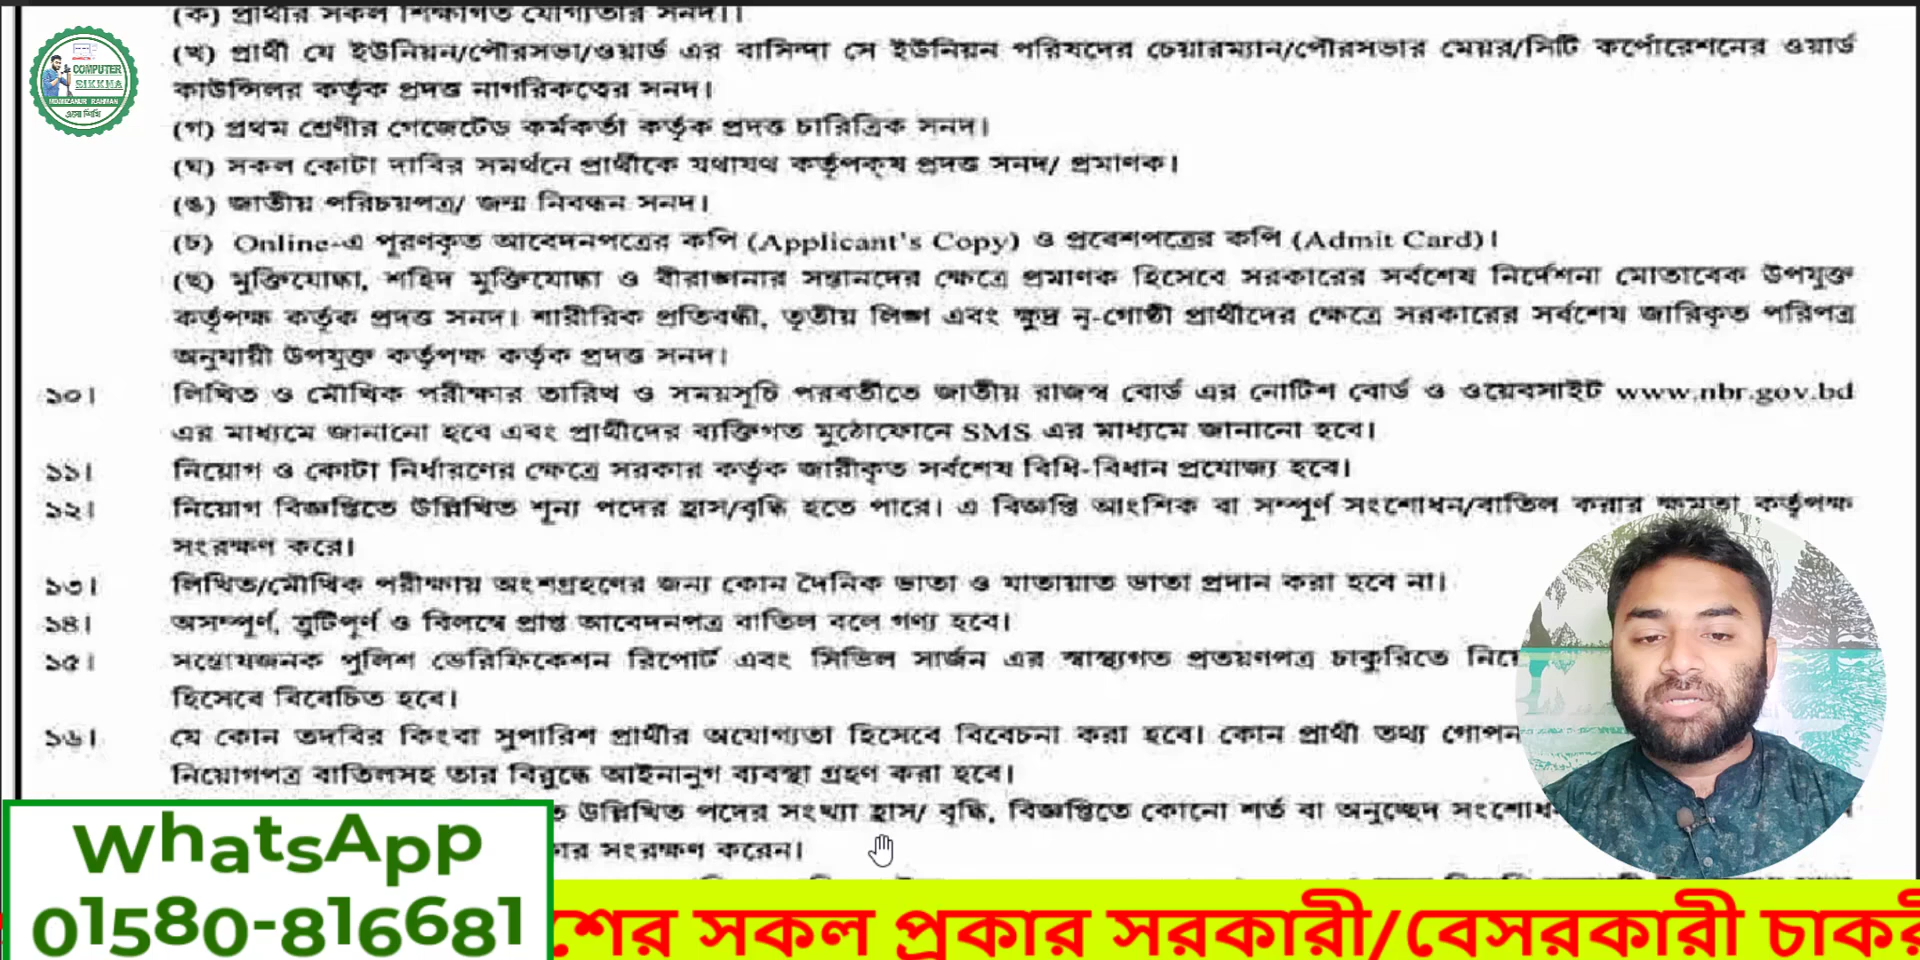 (ক) প্রার্থীর সকল শিক্ষাগত যোগ্যতার সনদ।।
(খ) প্রার্থী যে ইউনিয়ন/পৌরসভা/ওয়ার্ড এর বাসিন্দা সে ইউনিয়ন পরিষদের চেয়ারম্যান/পৌরসভার মেয়র/সিটি কর্পোরেশনের ওয়ার্ড
কাউন্সিলর কর্তৃক প্রদত্ত নাগরিকত্বের সনদ।
(গ) প্রথম শ্রেণীর গেজেটেড কর্মকর্তা কর্তৃক প্রদত্ত চারিত্রিক সনদ।
(ঘ) সকল কোটা দাবির সমর্থনে প্রার্থীকে যথাযথ কর্তৃপক্ষ প্রদত্ত সনদ/ প্রমাণক।
(ঙ) জাতীয় পরিচয়পত্র/ জন্ম নিবন্ধন সনদ।
(চ) Online-এ পূরণকৃত আবেদনপত্রের কপি (Applicant's Copy) ও প্রবেশপত্রের কপি (Admit Card)।
(ছ) মুক্তিযোদ্ধা, শহিদ মুক্তিযোদ্ধা ও বীরাঙ্গনার সন্তানদের ক্ষেত্রে প্রমাণক হিসেবে সরকারের সর্বশেষ নির্দেশনা মোতাবেক উপযুক্ত
কর্তৃপক্ষ কর্তৃক প্রদত্ত সনদ। শারীরিক প্রতিবন্ধী, তৃতীয় লিঙ্গ এবং ক্ষুদ্র নৃ-গোষ্ঠী প্রার্থীদের ক্ষেত্রে সরকারের সর্বশেষ জারিকৃত পরিপত্র
অনুযায়ী উপযুক্ত কর্তৃপক্ষ কর্তৃক প্রদত্ত সনদ।
১০। লিখিত ও মৌখিক পরীক্ষার তারিখ ও সময়সূচি পরবর্তীতে জাতীয় রাজস্ব বোর্ড এর নোটিশ বোর্ড ও ওয়েবসাইট www.nbr.gov.bd
এর মাধ্যমে জানানো হবে এবং প্রার্থীদের ব্যক্তিগত মুঠোফোনে SMS এর মাধ্যমে জানানো হবে।
১১। নিয়োগ ও কোটা নির্ধারণের ক্ষেত্রে সরকার কর্তৃক জারীকৃত সর্বশেষ বিধি-বিধান প্রযোজ্য হবে।
১২। নিয়োগ বিজ্ঞপ্তিতে উল্লিখিত শূন্য পদের হ্রাস/বৃদ্ধি হতে পারে। এ বিজ্ঞপ্তি আংশিক বা সম্পূর্ণ সংশোধন/বাতিল করার ক্ষমতা কর্তৃপক্ষ
সংরক্ষণ করে।
১৩। লিখিত/মৌখিক পরীক্ষায় অংশগ্রহণের জন্য কোন দৈনিক ভাতা ও যাতায়াত ভাতা প্রদান করা হবে না।
১৪। অসম্পূর্ণ, ত্রুটিপূর্ণ ও বিলম্বে প্রাপ্ত আবেদনপত্র বাতিল বলে গণ্য হবে।
১৫। সন্তোষজনক পুলিশ ভেরিফিকেশন রিপোর্ট এবং সিভিল সার্জন এর স্বাস্থ্যগত প্রত্যয়ণপত্র চাকুরিতে
হিসেবে বিবেচিত হবে।
১৬। যে কোন তদবির কিংবা সুপারিশ প্রার্থীর অযোগ্যতা হিসেবে বিবেচনা করা হবে। কোন প্রার্থী তথ্য গোপন
নিয়োগপত্র বাতিলসহ তার বিরুদ্ধে আইনানুগ ব্যবস্থা গ্রহণ করা হবে।
উল্লিখিত পদের সংখ্যা হ্রাস/ বৃদ্ধি, বিজ্ঞপ্তিতে কোনো শর্ত বা অনুচ্ছেদ
সংরক্ষণ করেন।
COMPUTER
SIKKHA
MD.MIZANUR RAHMAN
এসো শিখি
WhatsApp
01580-816681
শের সকল প্রকার সরকারী/বেসরকারী চাকরী